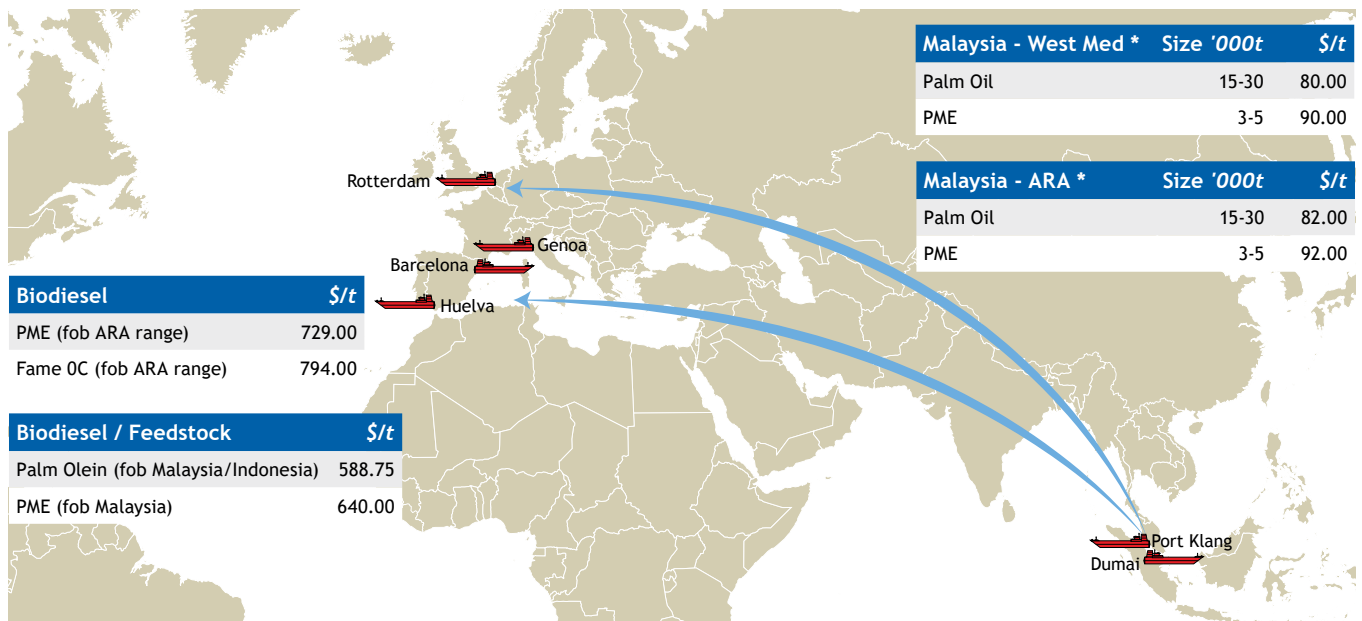 Malaysia - West Med * Size '000t $/t
Palm Oil 15-30 80.00
PME 3-5 90.00
Malaysia - ARA * Size '000t $/t
Palm Oil 15-30 82.00
PME 3-5 92.00
Rotterdam
Genoa
Barcelona
Huelva
Biodiesel $/t
PME (fob ARA range) 729.00
Fame 0C (fob ARA range) 794.00
Biodiesel / Feedstock $/t
Palm Olein (fob Malaysia/Indonesia) 588.75
PME (fob Malaysia) 640.00
Port Klang
Dumai